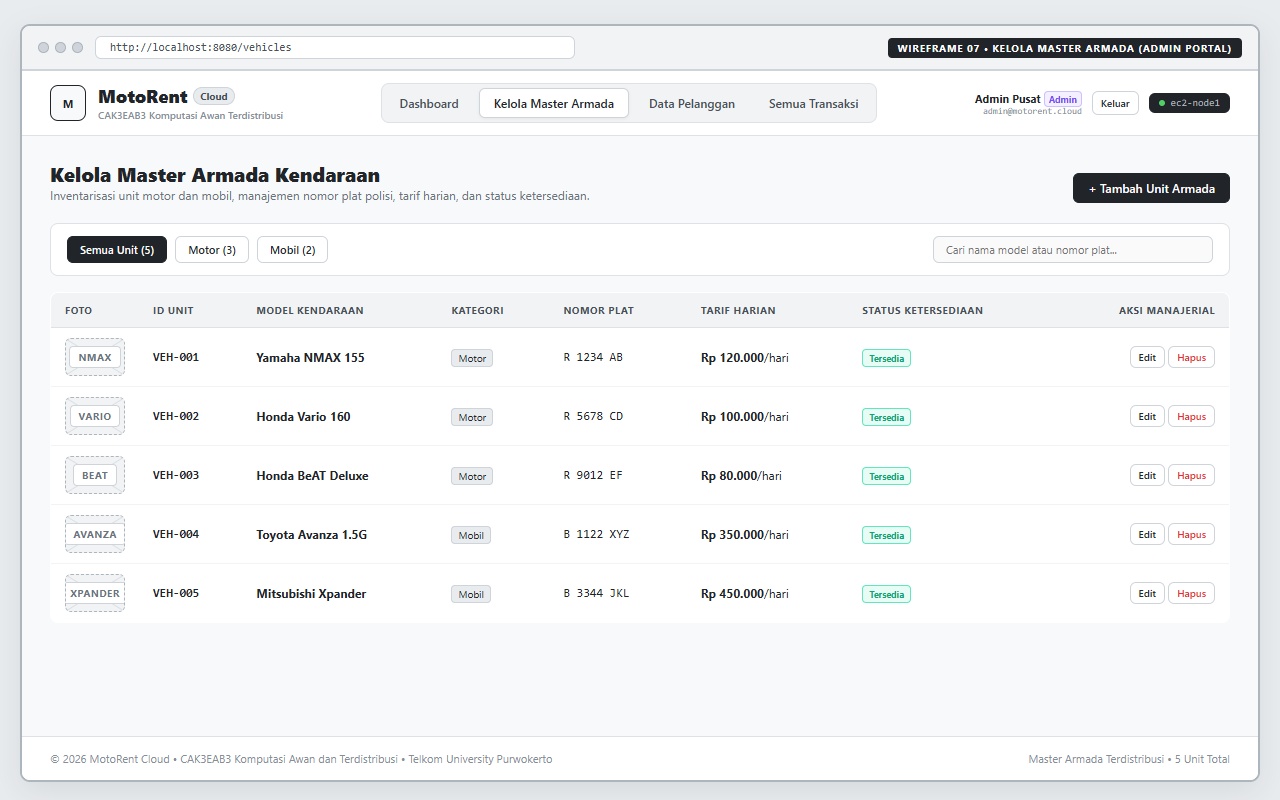 http://localhost:8080/vehicles
WIREFRAME 07 • KELOLA MASTER ARMADA (ADMIN PORTAL)
M
MotoRent Cloud
CAK3EAB3 Komputasi Awan Terdistribusi
Dashboard Kelola Master Armada Data Pelanggan Semua Transaksi
Admin Pusat Admin
admin@motorent.cloud
Keluar
ec2-node1
Kelola Master Armada Kendaraan
Inventarisasi unit motor dan mobil, manajemen nomor plat polisi, tarif harian, dan status ketersediaan.
+ Tambah Unit Armada
Semua Unit (5) Motor (3) Mobil (2)
Cari nama model atau nomor plat...
FOTO ID UNIT MODEL KENDARAAN KATEGORI NOMOR PLAT TARIF HARIAN STATUS KETERSEDIAAN AKSI MANAJERIAL
NMAX VEH-001 Yamaha NMAX 155 Motor R 1234 AB Rp 120.000/hari Tersedia Edit Hapus
VARIO VEH-002 Honda Vario 160 Motor R 5678 CD Rp 100.000/hari Tersedia Edit Hapus
BEAT VEH-003 Honda BeAT Deluxe Motor R 9012 EF Rp 80.000/hari Tersedia Edit Hapus
AVANZA VEH-004 Toyota Avanza 1.5G Mobil B 1122 XYZ Rp 350.000/hari Tersedia Edit Hapus
XPANDER VEH-005 Mitsubishi Xpander Mobil B 3344 JKL Rp 450.000/hari Tersedia Edit Hapus
© 2026 MotoRent Cloud • CAK3EAB3 Komputasi Awan dan Terdistribusi • Telkom University Purwokerto
Master Armada Terdistribusi • 5 Unit Total